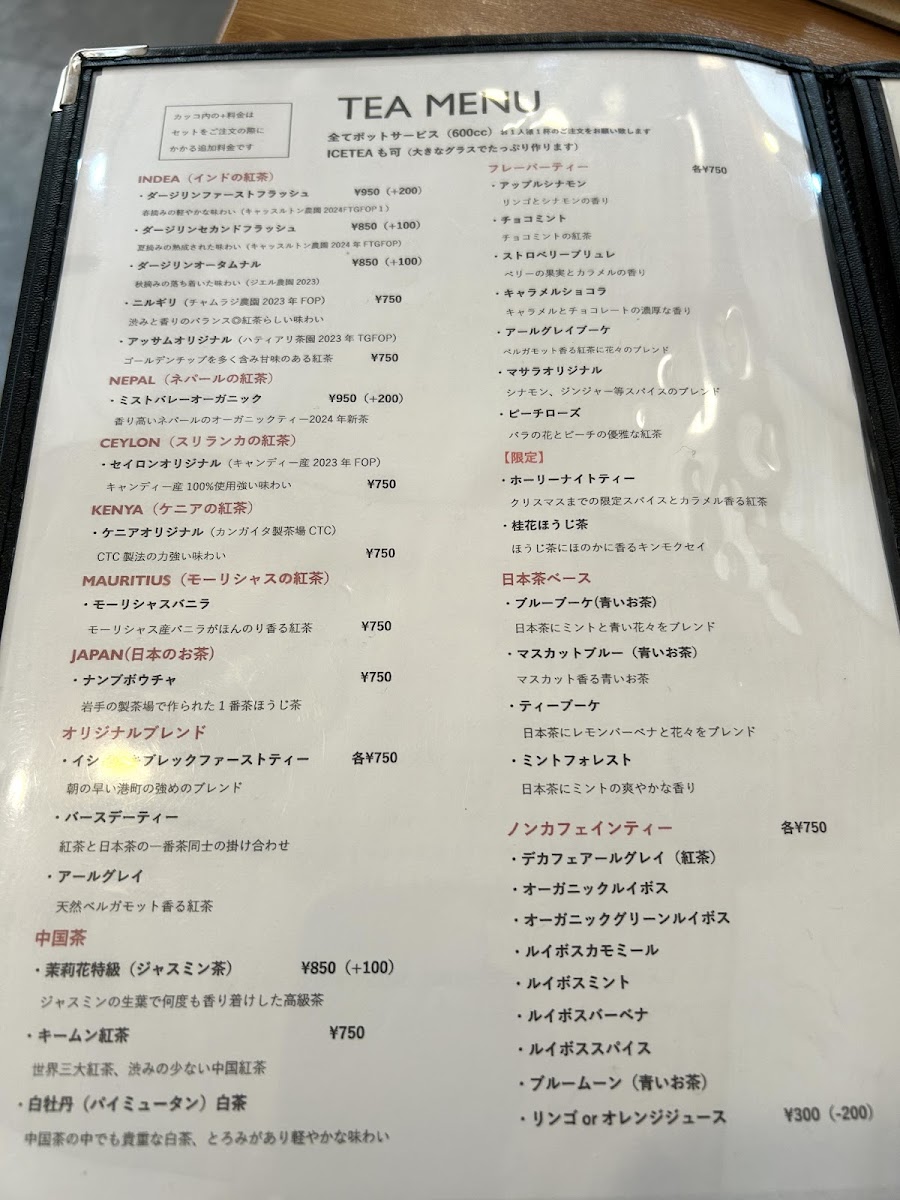 TEA MENU
カッコ内の+料金は
セットをご注文の際に
かかる追加料金です
全てポットサービス（600cc）お1人様1杯のご注文をお願い致します
ICETEA も可（大きなグラスでたっぷり作ります）
INDEA（インドの紅茶）
・ダージリンファーストフラッシュ ¥950（+200）
春摘みの軽やかな味わい（キャッスルトン農園 2024FTGFOP 1）
・ダージリンセカンドフラッシュ ¥850（+100）
夏摘みの熟成された味わい（キャッスルトン農園 2024 年 FTGFOP）
・ダージリンオータムナル ¥850（+100）
秋摘みの落ち着いた味わい（ジエル農園 2023）
・ニルギリ（チャムラジ農園 2023 年 FOP） ¥750
渋みと香りのバランス◎紅茶らしい味わい
・アッサムオリジナル（ハティアリ茶園 2023 年 TGFOP）
ゴールデンチップを多く含み甘味のある紅茶 ¥750
NEPAL（ネパールの紅茶）
・ミストバレーオーガニック ¥950（+200）
香り高いネパールのオーガニックティー2024 年新茶
CEYLON（スリランカの紅茶）
・セイロンオリジナル（キャンディー産 2023 年 FOP）
キャンディー産 100%使用強い味わい ¥750
KENYA（ケニアの紅茶）
・ケニアオリジナル（カンガイタ製茶場 CTC）
CTC 製法の力強い味わい ¥750
MAURITIUS（モーリシャスの紅茶）
・モーリシャスバニラ
モーリシャス産バニラがほんのり香る紅茶 ¥750
JAPAN(日本のお茶)
・ナンブボウチャ ¥750
岩手の製茶場で作られた 1 番茶ほうじ茶
オリジナルブレンド
・イシ ブレックファーストティー 各¥750
朝の早い港町の強めのブレンド
・バースデーティー
紅茶と日本茶の一番茶同士の掛け合わせ
・アールグレイ
天然ベルガモット香る紅茶
中国茶
・茉莉花特級（ジャスミン茶） ¥850（+100）
ジャスミンの生葉で何度も香り着けした高級茶
・キームン紅茶 ¥750
世界三大紅茶、渋みの少ない中国紅茶
・白牡丹（パイミュータン）白茶
中国茶の中でも貴重な白茶、とろみがあり軽やかな味わい
フレーバーティー 各¥750
・アップルシナモン
リンゴとシナモンの香り
・チョコミント
チョコミントの紅茶
・ストロベリーブリュレ
ベリーの果実とカラメルの香り
・キャラメルショコラ
キャラメルとチョコレートの濃厚な香り
・アールグレイブーケ
ベルガモット香る紅茶に花々のブレンド
・マサラオリジナル
シナモン、ジンジャー等スパイスのブレンド
・ピーチローズ
バラの花とピーチの優雅な紅茶
【限定】
・ホーリーナイトティー
クリスマスまでの限定スパイスとカラメル香る紅茶
・桂花ほうじ茶
ほうじ茶にほのかに香るキンモクセイ
日本茶ベース
・ブルーブーケ(青いお茶)
日本茶にミントと青い花々をブレンド
・マスカットブルー（青いお茶）
マスカット香る青いお茶
・ティーブーケ
日本茶にレモンバーベナと花々をブレンド
・ミントフォレスト
日本茶にミントの爽やかな香り
ノンカフェインティー 各¥750
・デカフェアールグレイ（紅茶）
・オーガニックルイボス
・オーガニックグリーンルイボス
・ルイボスカモミール
・ルイボスミント
・ルイボスバーベナ
・ルイボススパイス
・ブルームーン（青いお茶）
・リンゴ or オレンジジュース ¥300（-200）